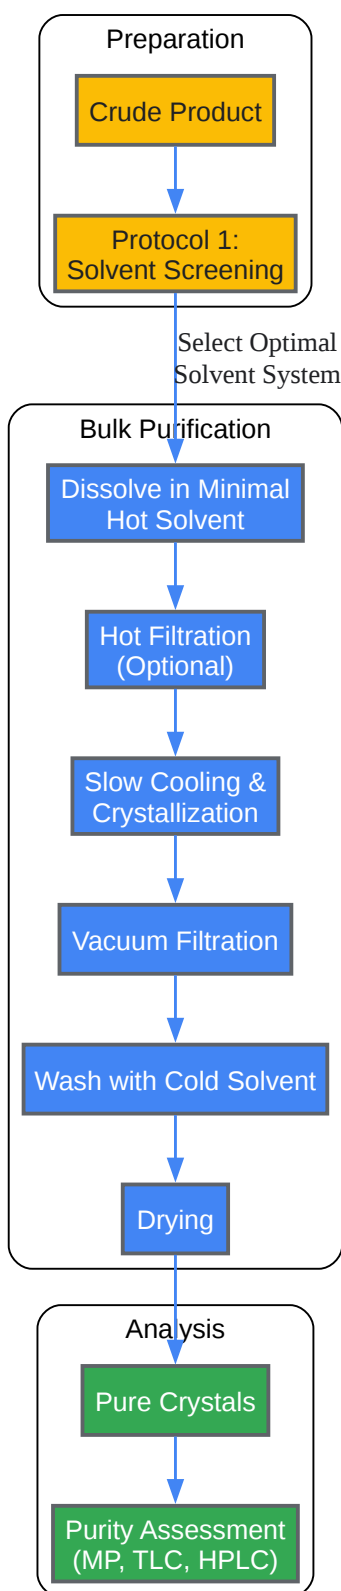 Preparation
Crude Product
Protocol 1:
Solvent Screening
Select Optimal
Solvent System
Bulk Purification
Dissolve in Minimal
Hot Solvent
Hot Filtration
(Optional)
Slow Cooling &
Crystallization
Vacuum Filtration
Wash with Cold Solvent
Drying
Analysis
Pure Crystals
Purity Assessment
(MP, TLC, HPLC)